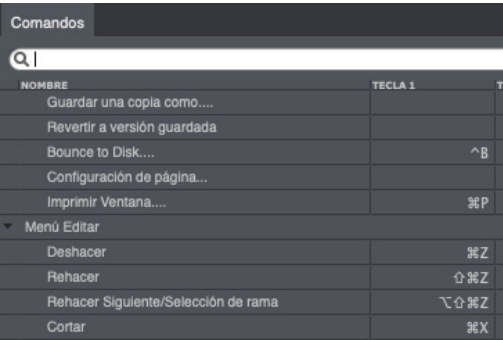 Comandos
NOMBRE TECLA 1 T
Guardar una copia como....
Revertir a versión guardada
Bounce to Disk.... ^B
Configuración de página...
Imprimir Ventana.... ⌘P
Menú Editar
Deshacer ⌘Z
Rehacer ⇧⌘Z
Rehacer Siguiente/Selección de rama ⌥⇧⌘Z
Cortar ⌘X